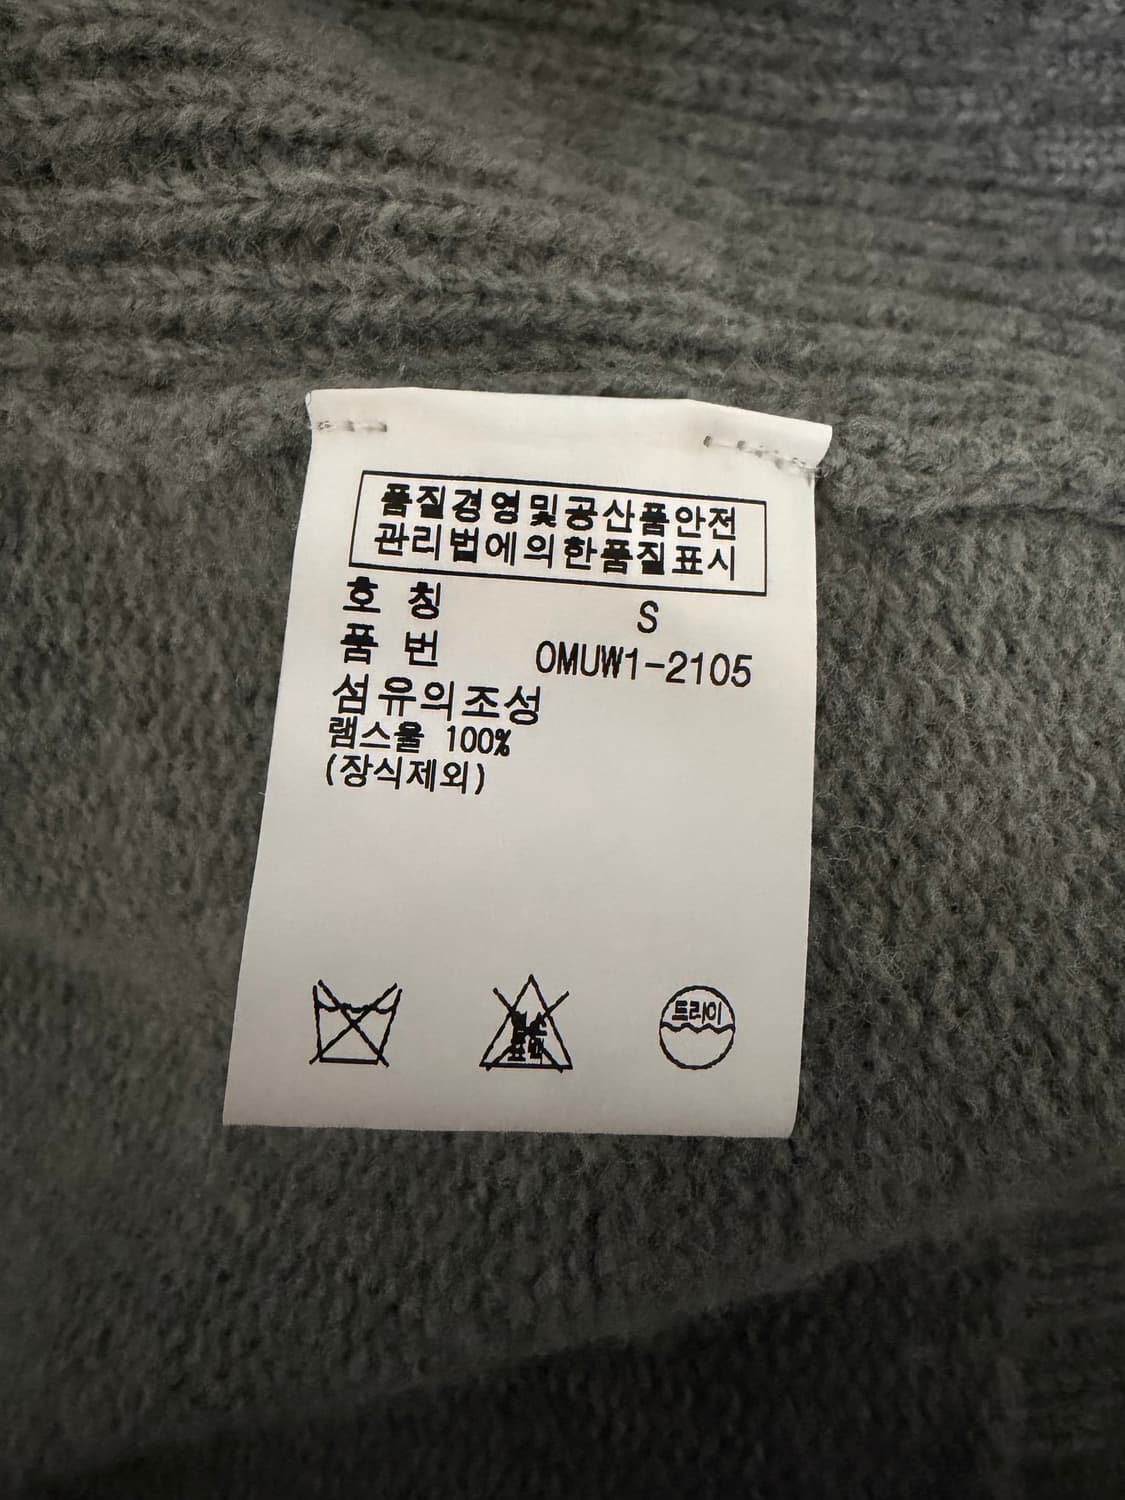 품질경영및공산품안전
관리법에의한품질표시
호 칭 S
품 번 OMUW1-2105
섬유의조성
램스울 100%
(장식제외)
드라이